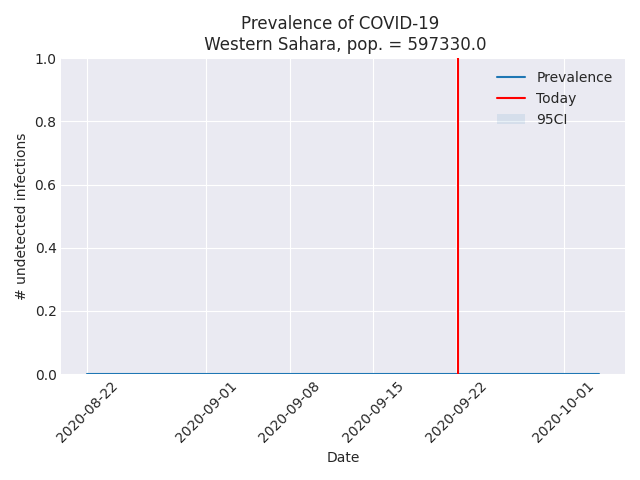 Prevalence of COVID-19
Western Sahara, pop. = 597330.0
Prevalence
Today
95CI
# undetected infections
1.0
0.8
0.6
0.4
0.2
0.0
2020-08-22
2020-09-01
2020-09-08
2020-09-15
2020-09-22
2020-10-01
Date